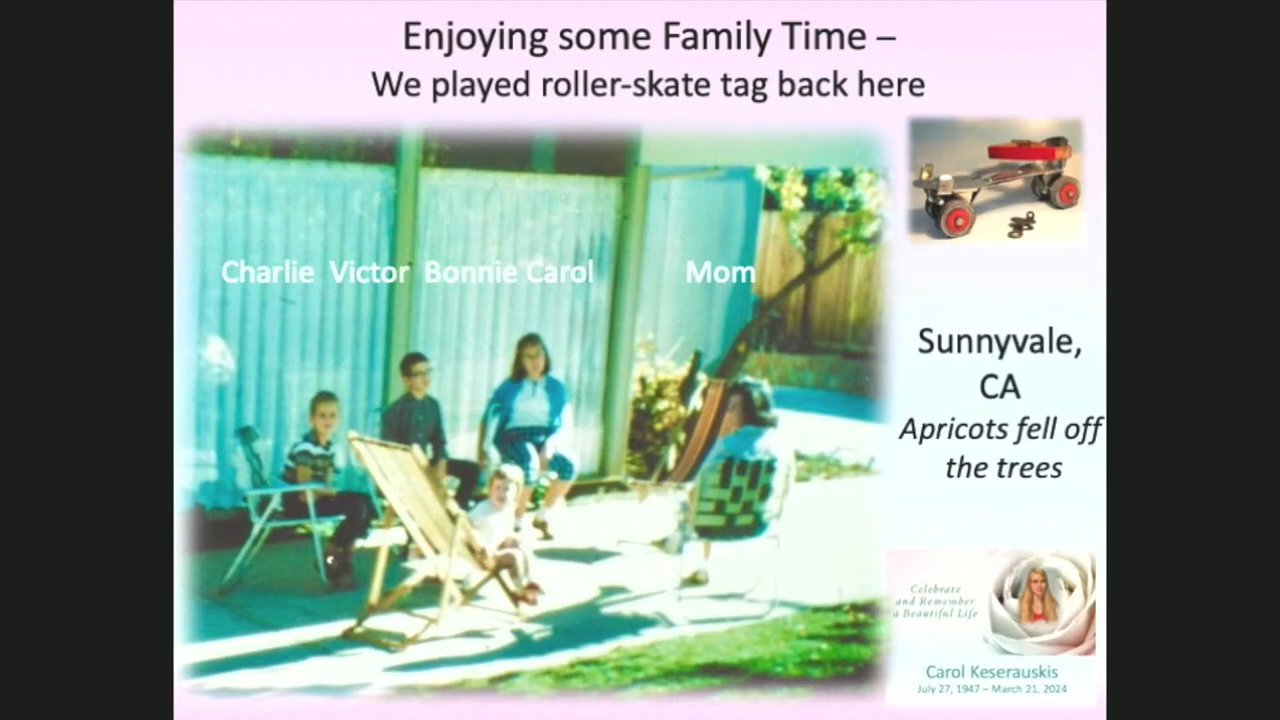 Enjoying some Family Time –
We played roller-skate tag back here
Charlie Victor Bonnie Carol Mom
Sunnyvale,
CA
Apricots fell off
the trees
Celebrate
and Remember
a Beautiful Life
Carol Keserauskis
July 27, 1947 – March 21, 2024